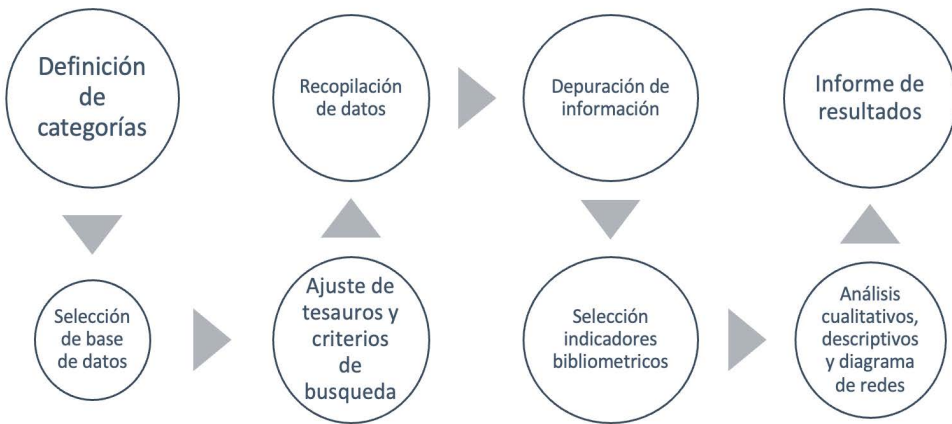 Definición
de
categorías
Selección
de base
de datos
Ajuste de
tesauros y
criterios
de
busqueda
Recopilación
de datos
Depuración de
información
Selección
indicadores
bibliometricos
Análisis
cualitativos,
descriptivos
y diagrama
de redes
Informe de
resultados